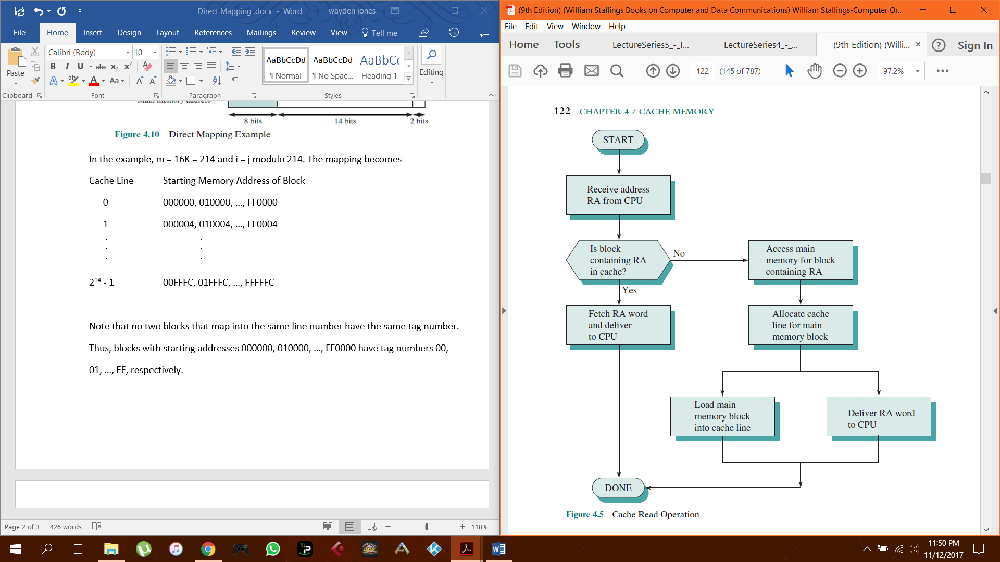 Direct Mapping .docx - Word
wayden jones
File Home Insert Design Layout References Mailings Review View Tell me
Calibri (Body) 10
Paste
B I U abc x₂ x²
A ab A Aa A A
AaBbCcDd AaBbCcDd AaBbCc
¶ Normal ¶ No Spac... Heading 1
Editing
Clipboard Font Paragraph Styles
Main memory address =
8 bits 14 bits 2 bits
Figure 4.10 Direct Mapping Example
In the example, m = 16K = 214 and i = j modulo 214. The mapping becomes
Cache Line Starting Memory Address of Block
0 000000, 010000, ..., FF0000
1 000004, 010004, ..., FF0004
. .
. .
. .
2¹⁴ - 1 00FFFC, 01FFFC, ..., FFFFFC
Note that no two blocks that map into the same line number have the same tag number.
Thus, blocks with starting addresses 000000, 010000, ..., FF0000 have tag numbers 00,
01, ..., FF, respectively.
Page 2 of 3 426 words 118%
(9th Edition) (William Stallings Books on Computer and Data Communications) William Stallings-Computer Or...
File Edit View Window Help
Home Tools LectureSeries5_-_I... LectureSeries4_-_... (9th Edition) (Willi... × ? Sign In
122 (145 of 787) 97.2%
122 CHAPTER 4 / CACHE MEMORY
START
Receive address
RA from CPU
Is block
containing RA
in cache?
No
Access main
memory for block
containing RA
Yes
Fetch RA word
and deliver
to CPU
Allocate cache
line for main
memory block
Load main
memory block
into cache line
Deliver RA word
to CPU
DONE
Figure 4.5 Cache Read Operation
11:50 PM
11/12/2017